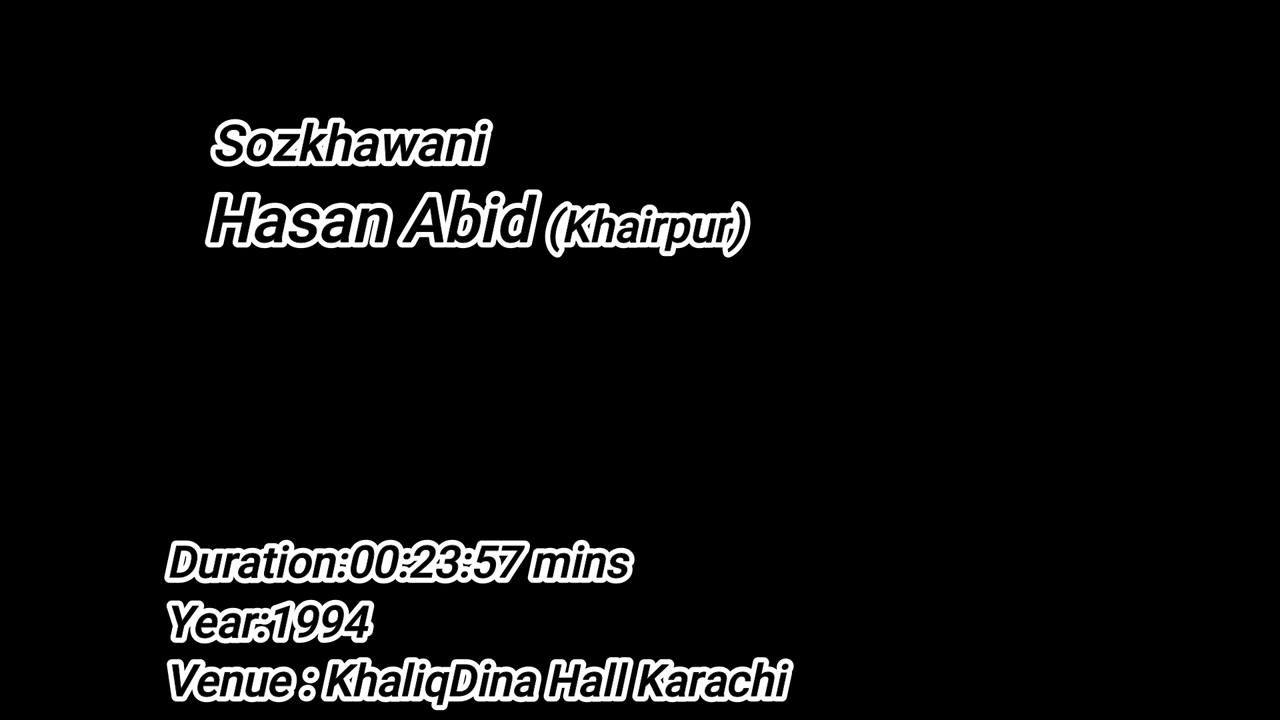 Sozkhawani
Hasan Abid (Khairpur)
Duration:00:23:57 mins
Year:1994
Venue : KhaliqDina Hall Karachi